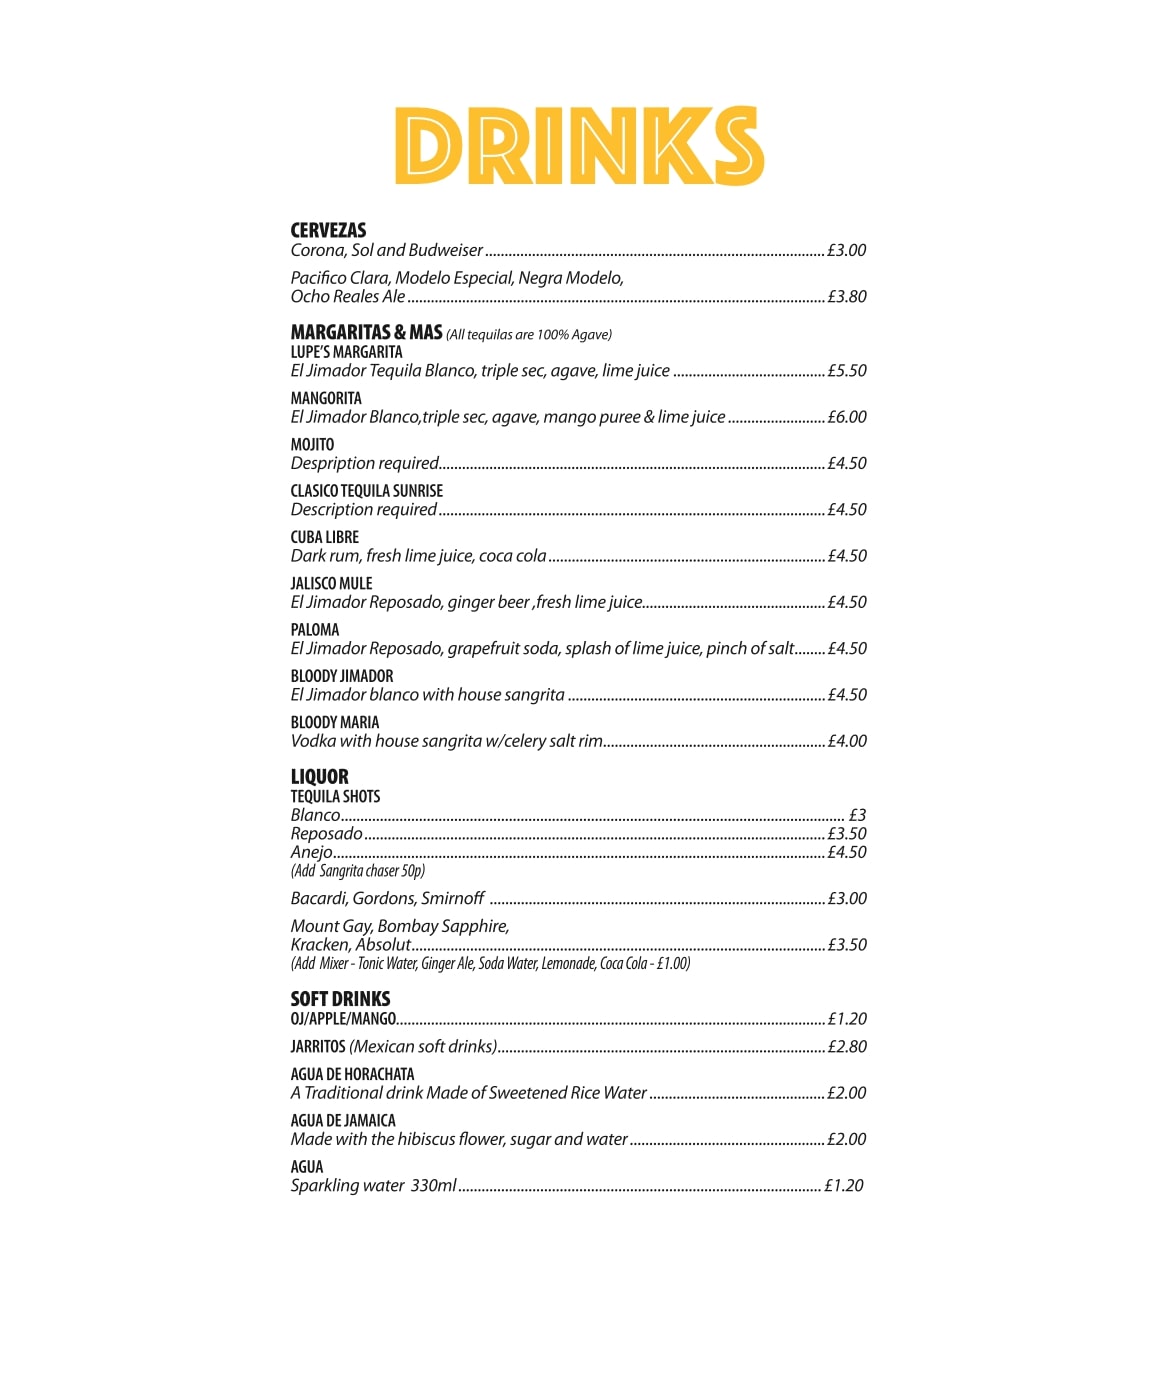 DRINKS
CERVEZAS
Corona, Sol and Budweiser ........ £3.00
Pacifico Clara, Modelo Especial, Negra Modelo,
Ocho Reales Ale ........ £3.80
MARGARITAS & MAS (All tequilas are 100% Agave)
LUPE'S MARGARITA
El Jimador Tequila Blanco, triple sec, agave, lime juice ........ £5.50
MANGORITA
El Jimador Blanco,triple sec, agave, mango puree & lime juice ........ £6.00
MOJITO
Despription required........ £4.50
CLASICO TEQUILA SUNRISE
Description required ........ £4.50
CUBA LIBRE
Dark rum, fresh lime juice, coca cola ........ £4.50
JALISCO MULE
El Jimador Reposado, ginger beer ,fresh lime juice........ £4.50
PALOMA
El Jimador Reposado, grapefruit soda, splash of lime juice, pinch of salt........ £4.50
BLOODY JIMADOR
El Jimador blanco with house sangrita ........ £4.50
BLOODY MARIA
Vodka with house sangrita w/celery salt rim........ £4.00
LIQUOR
TEQUILA SHOTS
Blanco........ £3
Reposado ........ £3.50
Anejo........ £4.50
(Add Sangrita chaser 50p)
Bacardi, Gordons, Smirnoff ........ £3.00
Mount Gay, Bombay Sapphire,
Kracken, Absolut........ £3.50
(Add Mixer - Tonic Water, Ginger Ale, Soda Water, Lemonade, Coca Cola - £1.00)
SOFT DRINKS
OJ/APPLE/MANGO........ £1.20
JARRITOS (Mexican soft drinks)........ £2.80
AGUA DE HORACHATA
A Traditional drink Made of Sweetened Rice Water ........ £2.00
AGUA DE JAMAICA
Made with the hibiscus flower, sugar and water ........ £2.00
AGUA
Sparkling water 330ml ........ £1.20